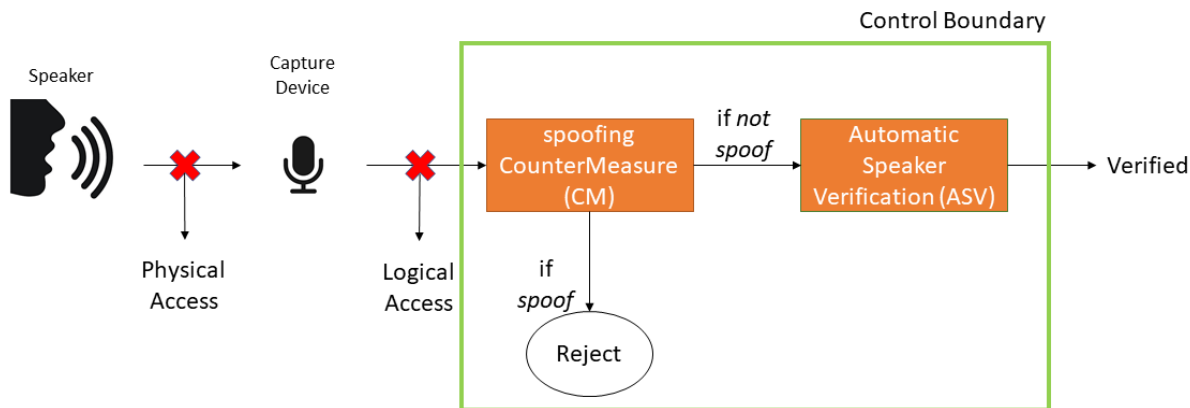 Control Boundary
Speaker
Capture
Device
spoofing
CounterMeasure
(CM)
if not
spoof
Automatic
Speaker
Verification (ASV)
Verified
Physical
Access
Logical
Access
if
spoof
Reject